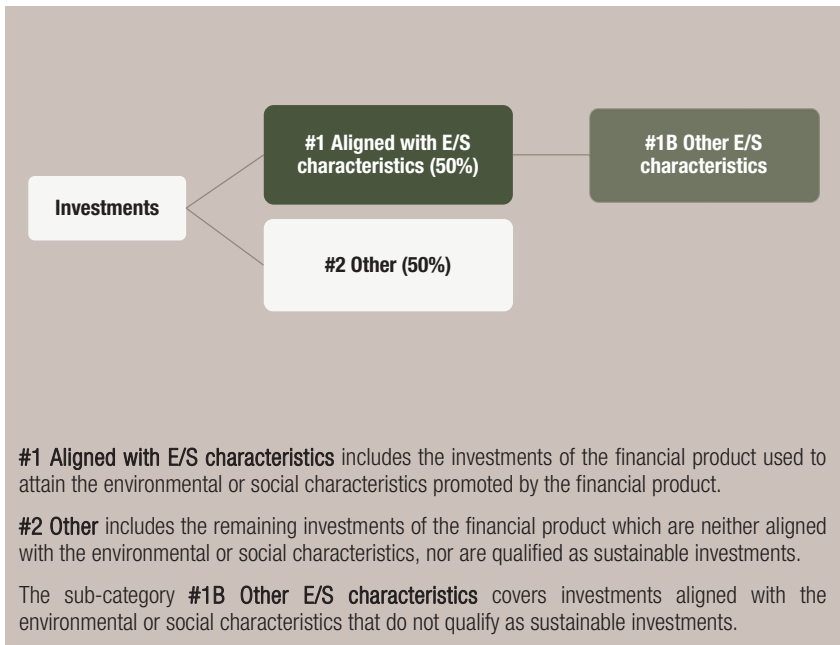 #1 Aligned with E/S
characteristics (50%)
#1B Other E/S
characteristics
Investments
#2 Other (50%)
#1 Aligned with E/S characteristics includes the investments of the financial product used to
attain the environmental or social characteristics promoted by the financial product.
#2 Other includes the remaining investments of the financial product which are neither aligned
with the environmental or social characteristics, nor are qualified as sustainable investments.
The sub-category #1B Other E/S characteristics covers investments aligned with the
environmental or social characteristics that do not qualify as sustainable investments.